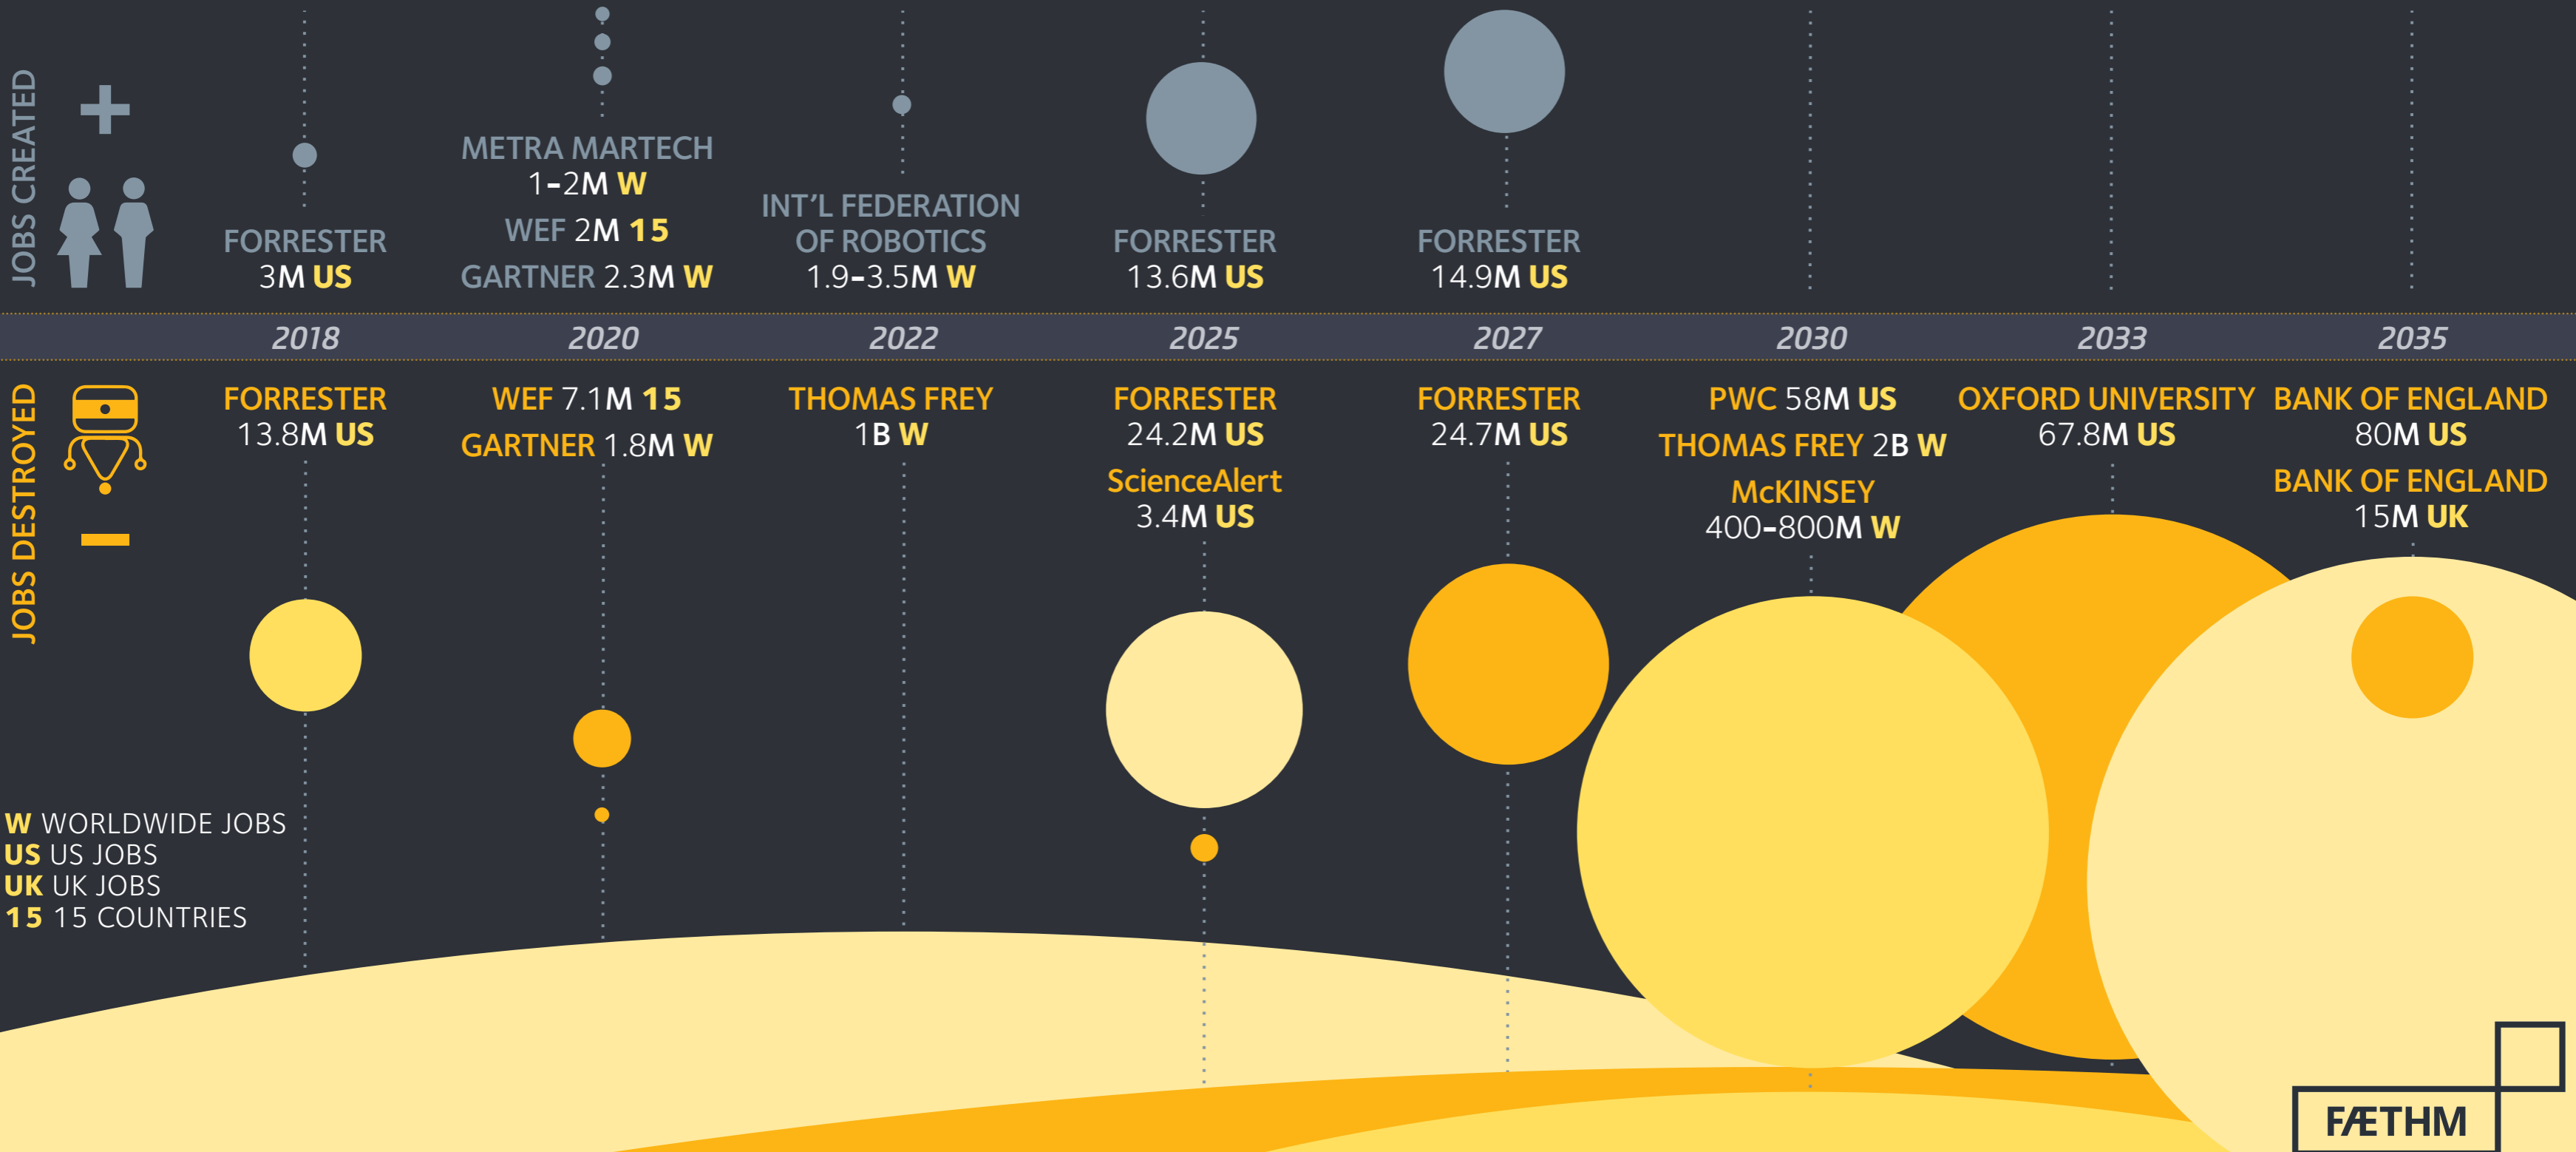 JOBS CREATED
FORRESTER
3M US
METRA MARTECH
1–2M W
WEF 2M 15
GARTNER 2.3M W
INT'L FEDERATION
OF ROBOTICS
1.9–3.5M W
FORRESTER
13.6M US
FORRESTER
14.9M US
2018 2020 2022 2025 2027 2030 2033 2035
JOBS DESTROYED
FORRESTER
13.8M US
WEF 7.1M 15
GARTNER 1.8M W
THOMAS FREY
1B W
FORRESTER
24.2M US
ScienceAlert
3.4M US
FORRESTER
24.7M US
PWC 58M US
THOMAS FREY 2B W
McKINSEY
400–800M W
OXFORD UNIVERSITY
67.8M US
BANK OF ENGLAND
80M US
BANK OF ENGLAND
15M UK
W WORLDWIDE JOBS
US US JOBS
UK UK JOBS
15 15 COUNTRIES
FÆTHM